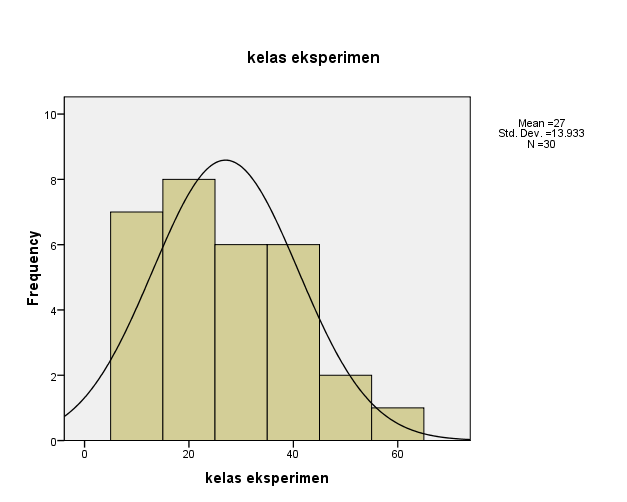 kelas eksperimen
Mean =27
Std. Dev. =13.933
N =30
10
8
6
4
2
0
Frequency
0 20 40 60
kelas eksperimen